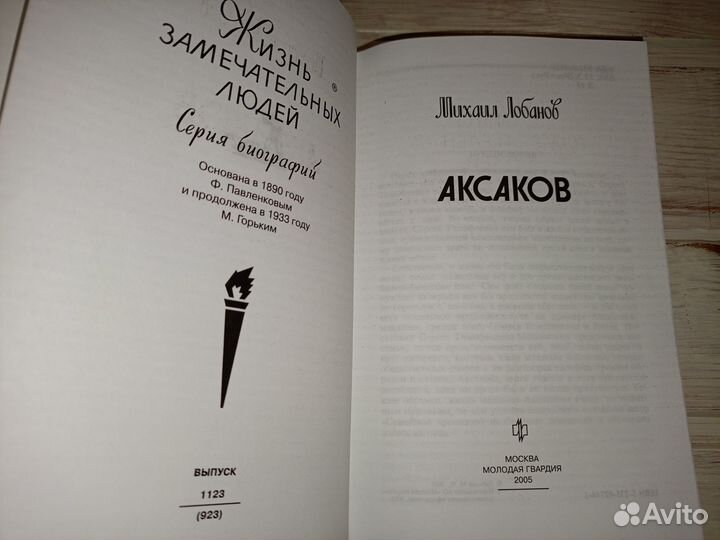 Жизнь
ЗАМЕЧАТЕЛЬНЫХ
ЛЮДЕЙ
®
Серия биографий
Основана в 1890 году
Ф. Павленковым
и продолжена в 1933 году
М. Горьким
ВЫПУСК
1123
(923)
Михаил Лобанов
АКСАКОВ
МОСКВА
МОЛОДАЯ ГВАРДИЯ
2005
Avito